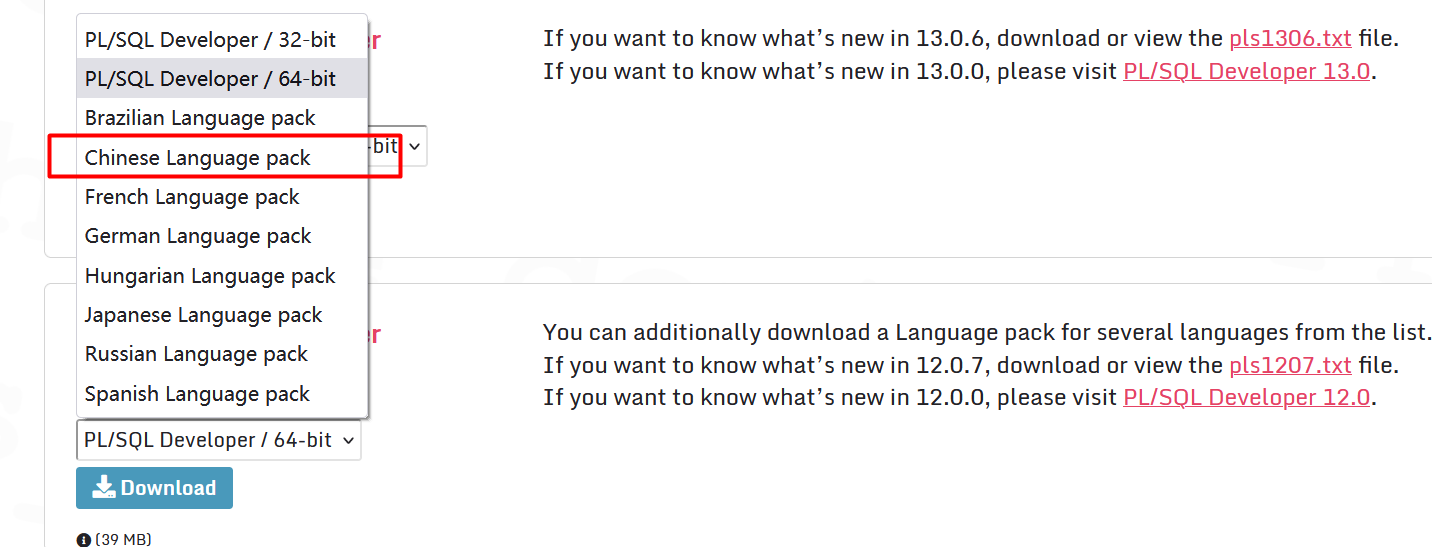 PL/SQL Developer / 32-bit
PL/SQL Developer / 64-bit
Brazilian Language pack
Chinese Language pack
French Language pack
German Language pack
Hungarian Language pack
Japanese Language pack
Russian Language pack
Spanish Language pack
er
-bit
If you want to know what’s new in 13.0.6, download or view the pls1306.txt file.
If you want to know what’s new in 13.0.0, please visit PL/SQL Developer 13.0.
er
You can additionally download a Language pack for several languages from the list.
If you want to know what’s new in 12.0.7, download or view the pls1207.txt file.
If you want to know what’s new in 12.0.0, please visit PL/SQL Developer 12.0.
PL/SQL Developer / 64-bit
Download
(39 MB)